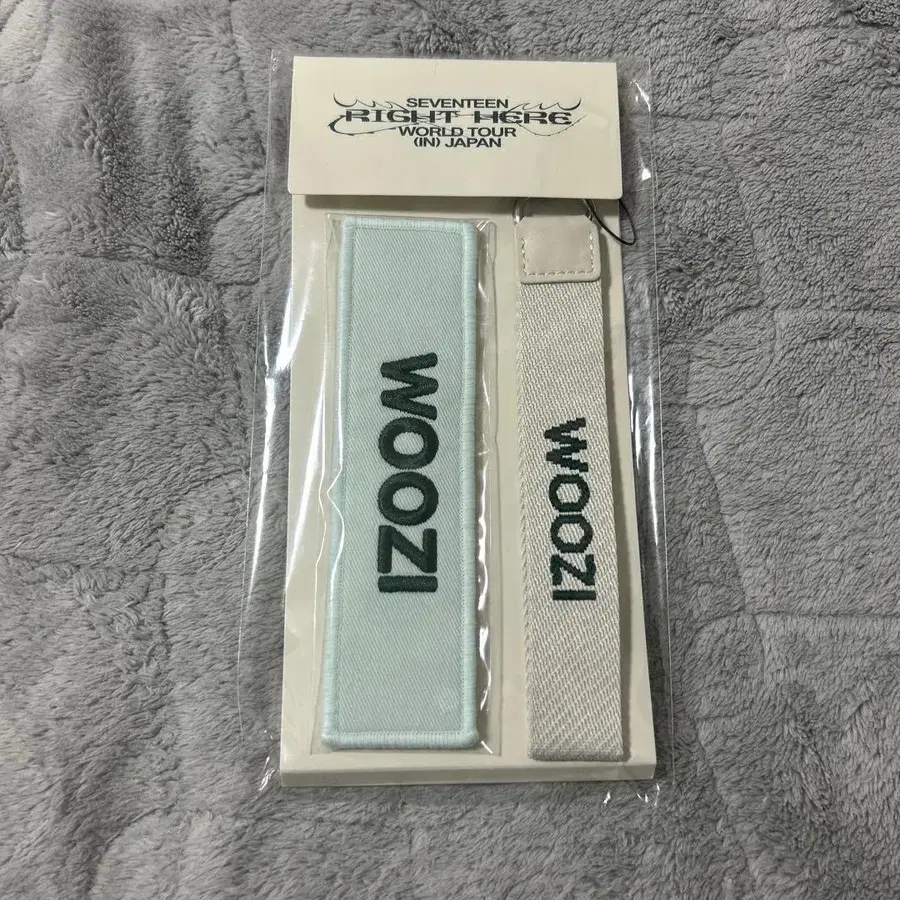 SEVENTEEN
RIGHT HERE
WORLD TOUR
(IN) JAPAN
WOOZI
WOOZI